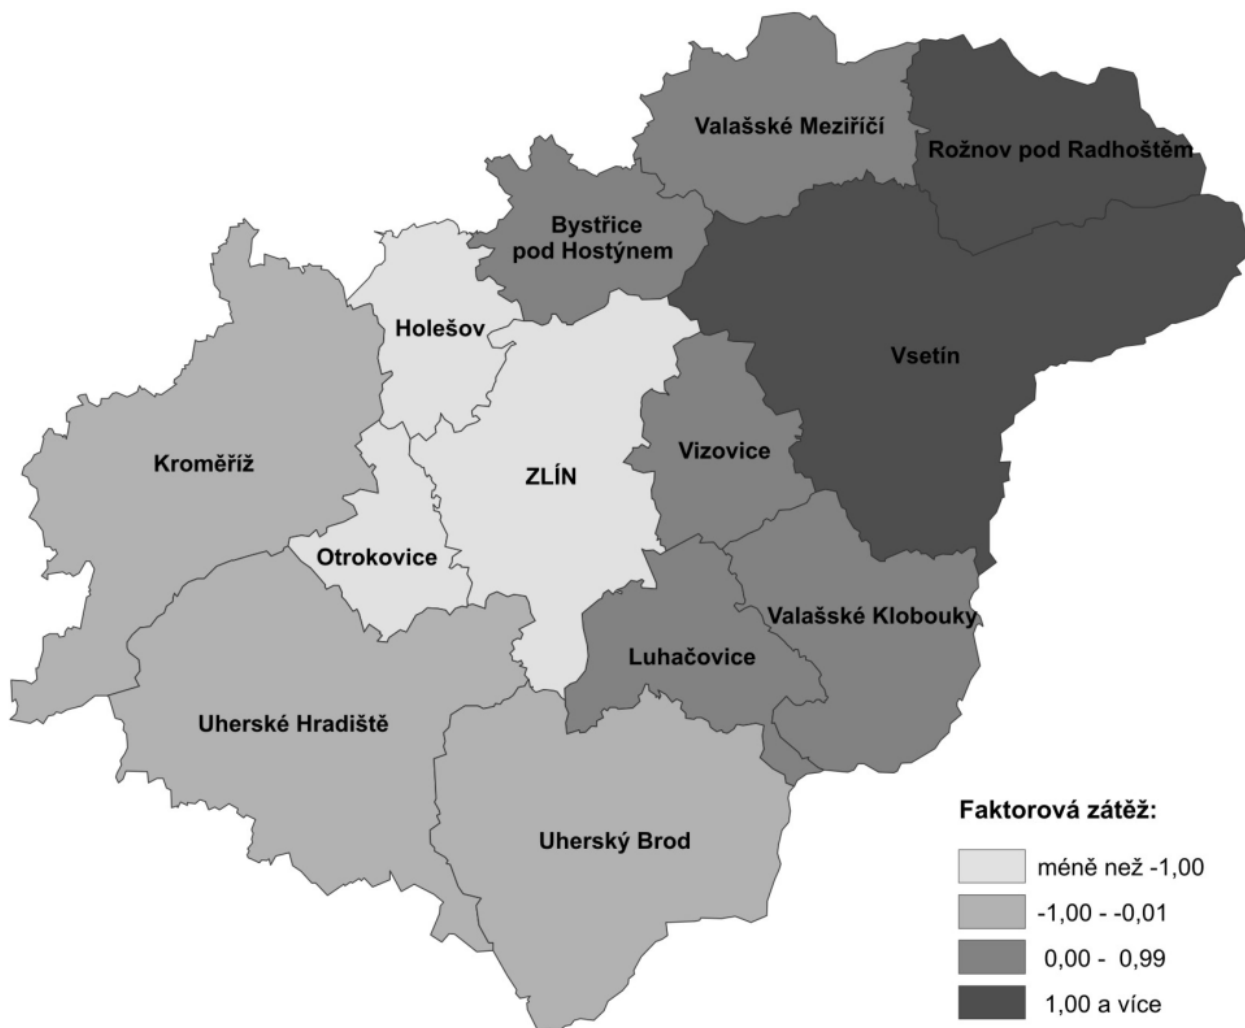 Valašské Meziříčí
Rožnov pod Radhoštěm
Bystřice
pod Hostýnem
Holešov
Vsetín
Kroměříž
ZLÍN
Vizovice
Otrokovice
Valašské Klobouky
Luhačovice
Uherské Hradiště
Uherský Brod
Faktorová zátěž:
méně než -1,00
-1,00 - -0,01
0,00 - 0,99
1,00 a více